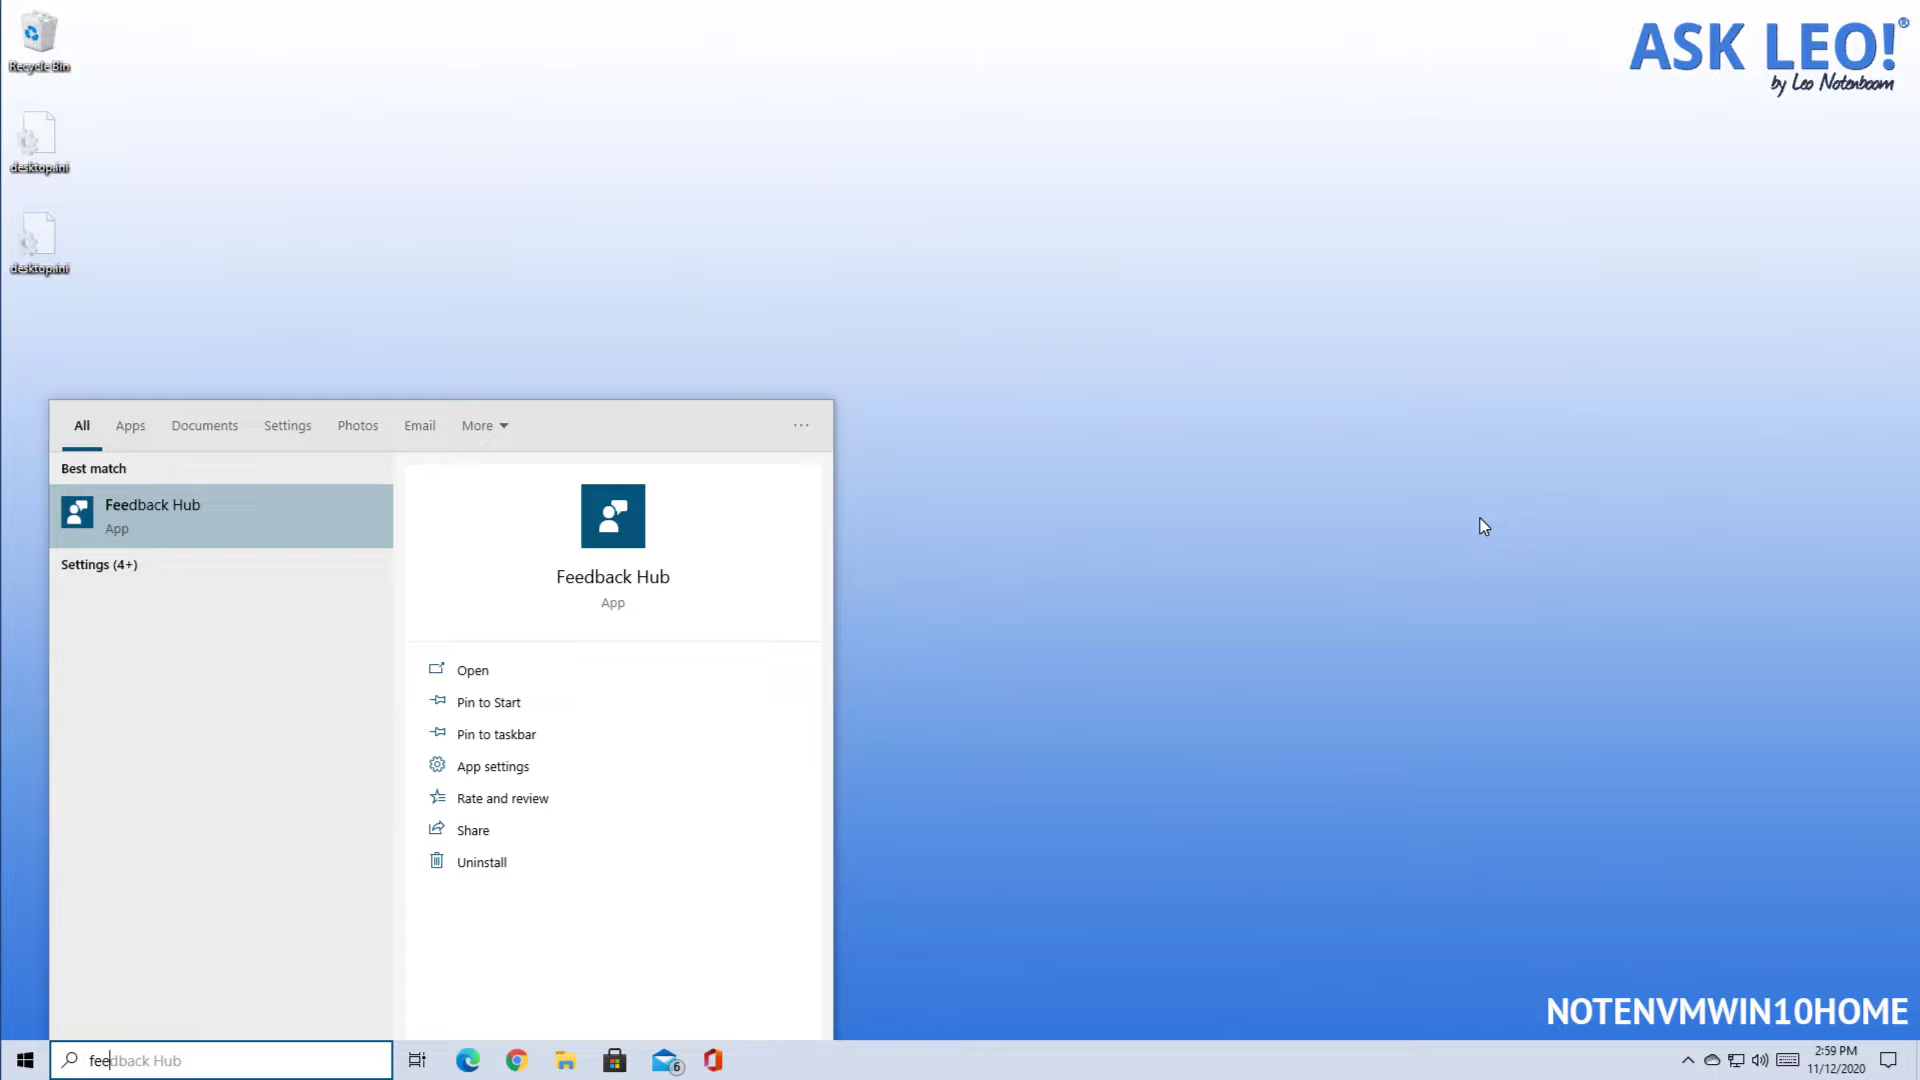 Recycle Bin
desktop.ini
desktop.ini
ASK LEO!®
by Leo Notenboom
All Apps Documents Settings Photos Email More ...
Best match
Feedback Hub
App
Settings (4+)
Feedback Hub
App
Open
Pin to Start
Pin to taskbar
App settings
Rate and review
Share
Uninstall
NOTENVMWIN10HOME
feedback Hub
6
2:59 PM
11/12/2020